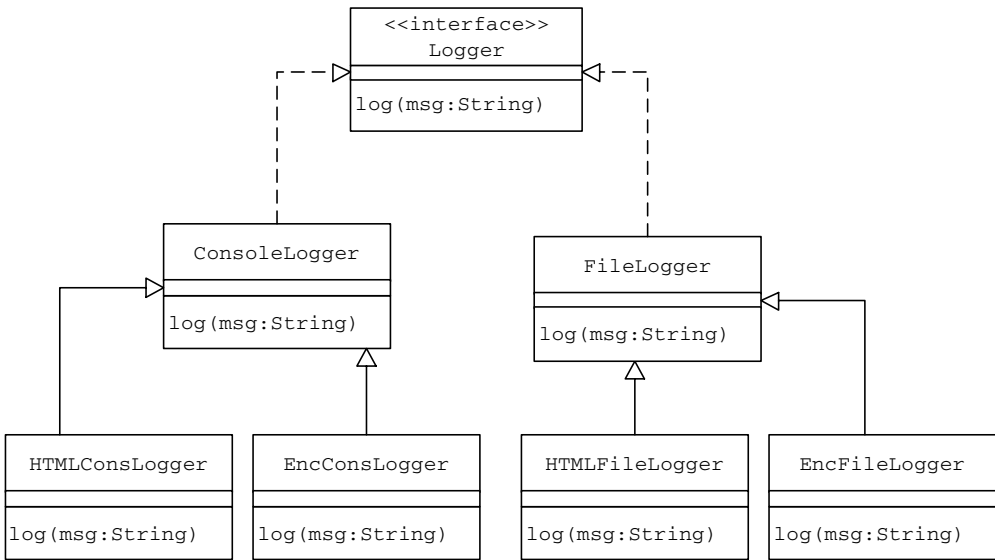 <<interface>>
Logger
log(msg:String)
ConsoleLogger
log(msg:String)
FileLogger
log(msg:String)
HTMLConsLogger
log(msg:String)
EncConsLogger
log(msg:String)
HTMLFileLogger
log(msg:String)
EncFileLogger
log(msg:String)